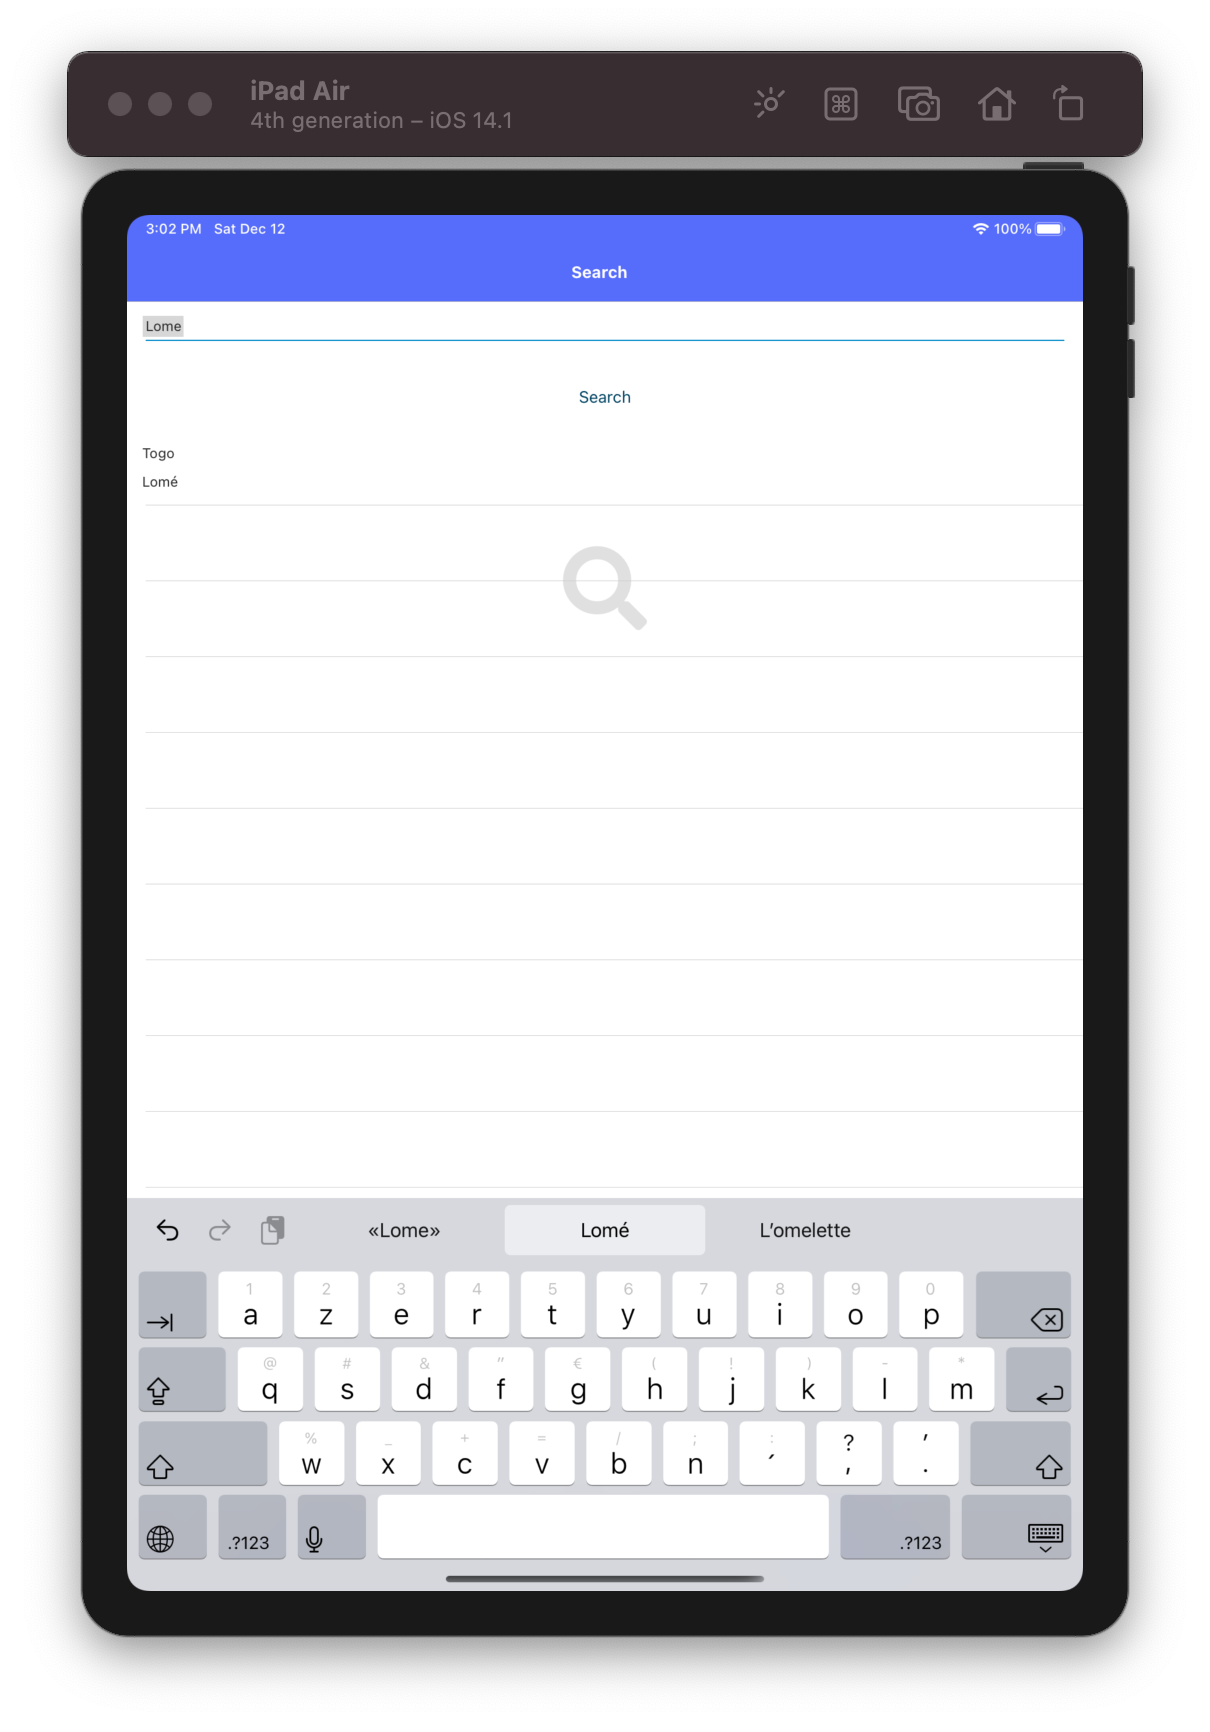 iPad Air
4th generation – iOS 14.1
3:02 PM Sat Dec 12 100%
Search
Lome
Search
Togo
Lomé
«Lome» Lomé L’omelette
1 2 3 4 5 6 7 8 9 0
a z e r t y u i o p
@ # & " € ( ! ) - *
q s d f g h j k l m
% _ + = / ; : ? ’
w x c v b n ´ , .
.?123 .?123